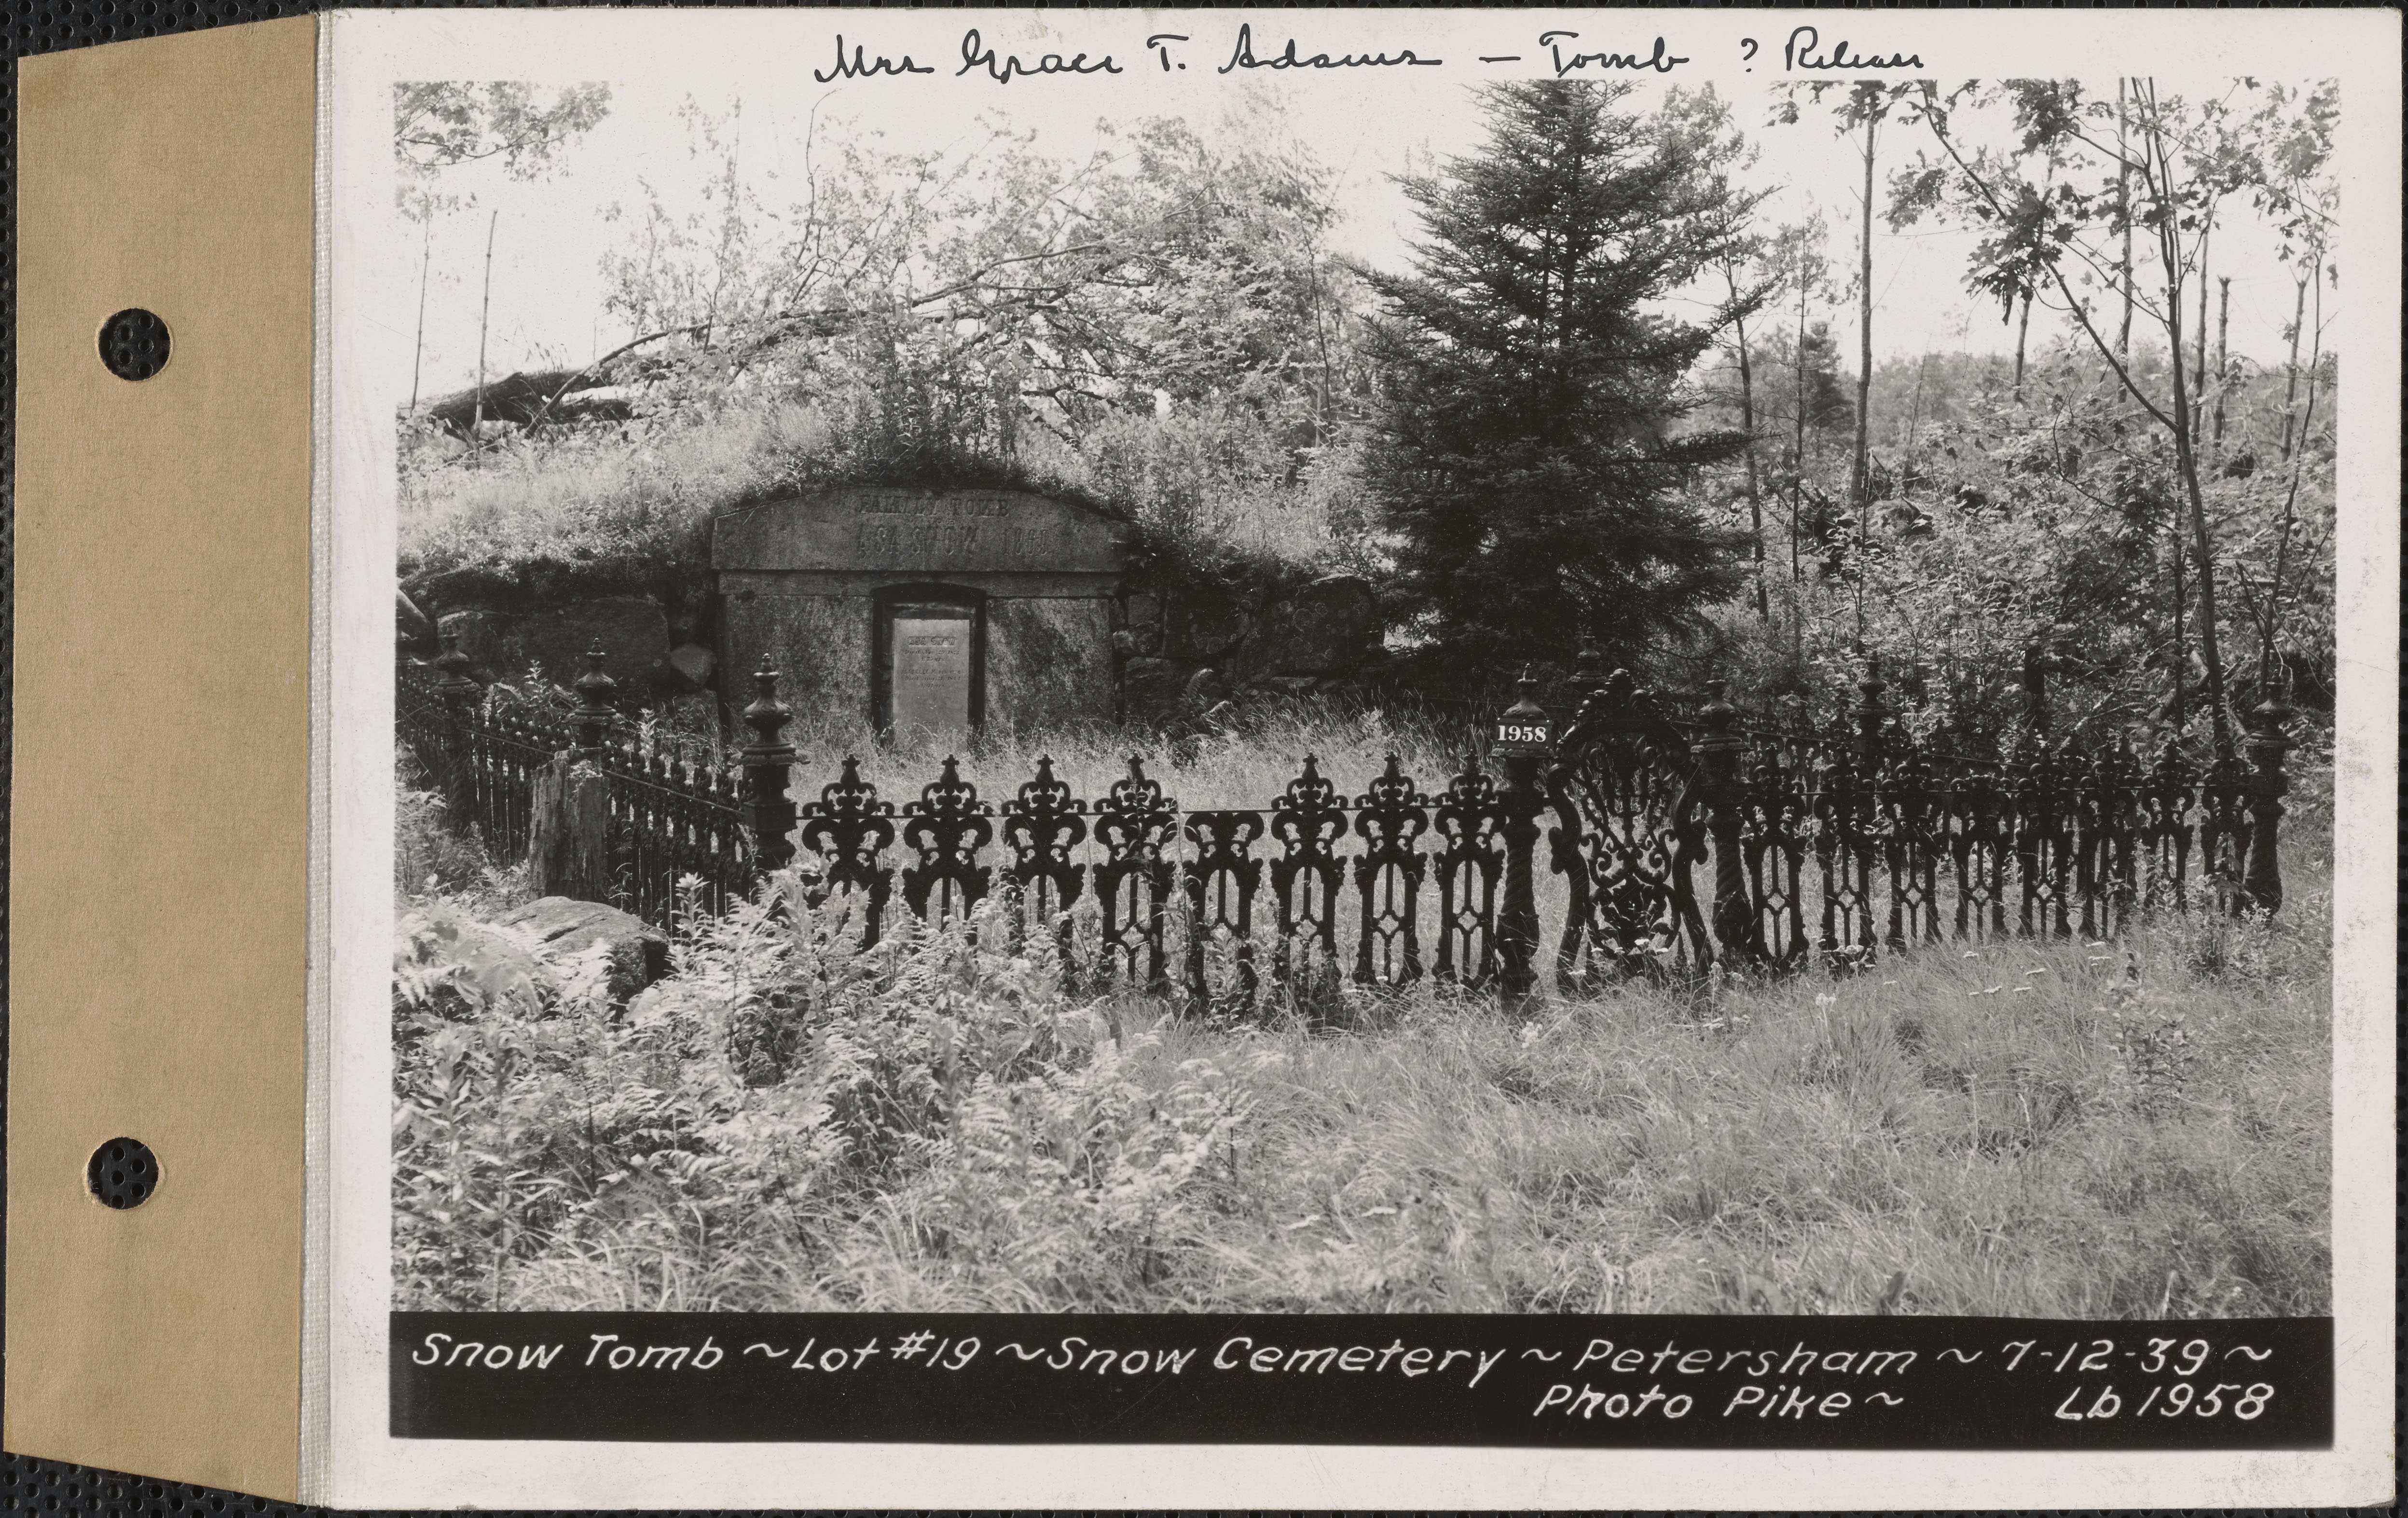 Mrs Grace T. Adams — Tomb ? Release
FAMILY TOMB
ASA SNOW 1860
1958
Snow Tomb ~ Lot #19 ~ Snow Cemetery ~ Petersham ~ 7-12-39 ~
Photo Pike ~ Lb 1958